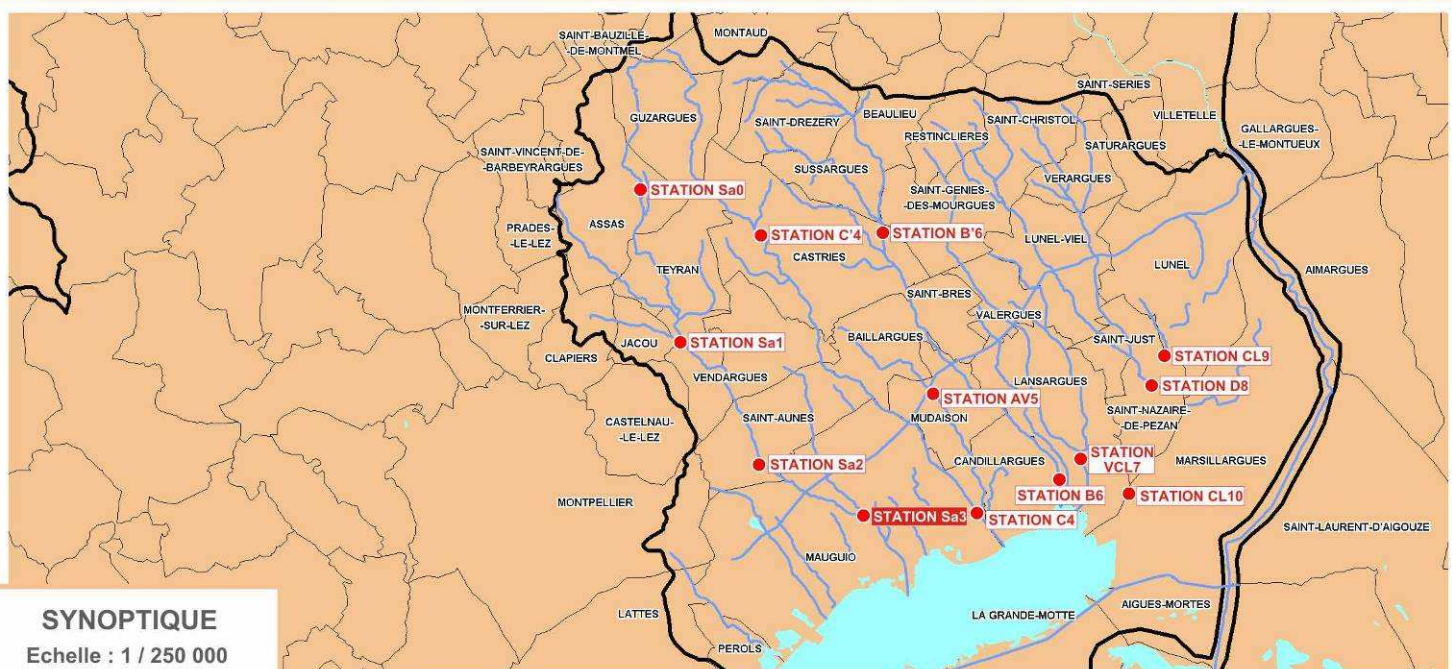 SAINT-BAUZILLE-
-DE-MONTMEL
MONTAUD
SAINT-SERIES
VILLETELLE
GALLARGUES-
-LE-MONTUEUX
GUZARGUES
SAINT-DREZERY
BEAULIEU
RESTINCLIERES
SAINT-CHRISTOL
SATURARGUES
SAINT-VINCENT-DE-
-BARBEYRARGUES
SUSSARGUES
VERARGUES
STATION Sa0
SAINT-GENIES-
-DES-MOURGUES
ASSAS
PRADES-
-LE-LEZ
STATION C'4
STATION B'6
LUNEL-VIEL
CASTRIES
TEYRAN
LUNEL
AIMARGUES
SAINT-BRES
MONTFERRIER-
-SUR-LEZ
VALERGUES
BAILLARGUES
SAINT-JUST
JACOU
STATION Sa1
CLAPIERS
STATION CL9
VENDARGUES
LANSARGUES
STATION D8
STATION AV5
CASTELNAU-
-LE-LEZ
SAINT-AUNES
MUDAISON
SAINT-NAZAIRE-
-DE-PEZAN
STATION Sa2
CANDILLARGUES
STATION
VCL7
MARSILLARGUES
MONTPELLIER
STATION B6
STATION CL10
STATION Sa3
STATION C4
SAINT-LAURENT-D'AIGOUZE
MAUGUIO
LATTES
LA GRANDE-MOTTE
AIGUES-MORTES
PEROLS
SYNOPTIQUE
Echelle : 1 / 250 000